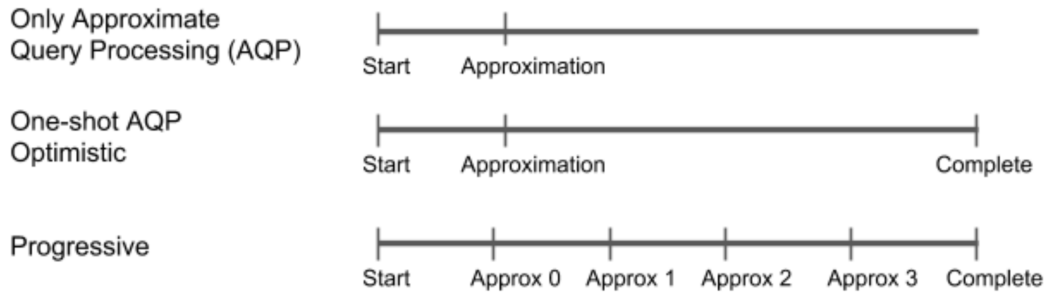 Only Approximate
Query Processing (AQP)
Start Approximation
One-shot AQP
Optimistic
Start Approximation Complete
Progressive
Start Approx 0 Approx 1 Approx 2 Approx 3 Complete